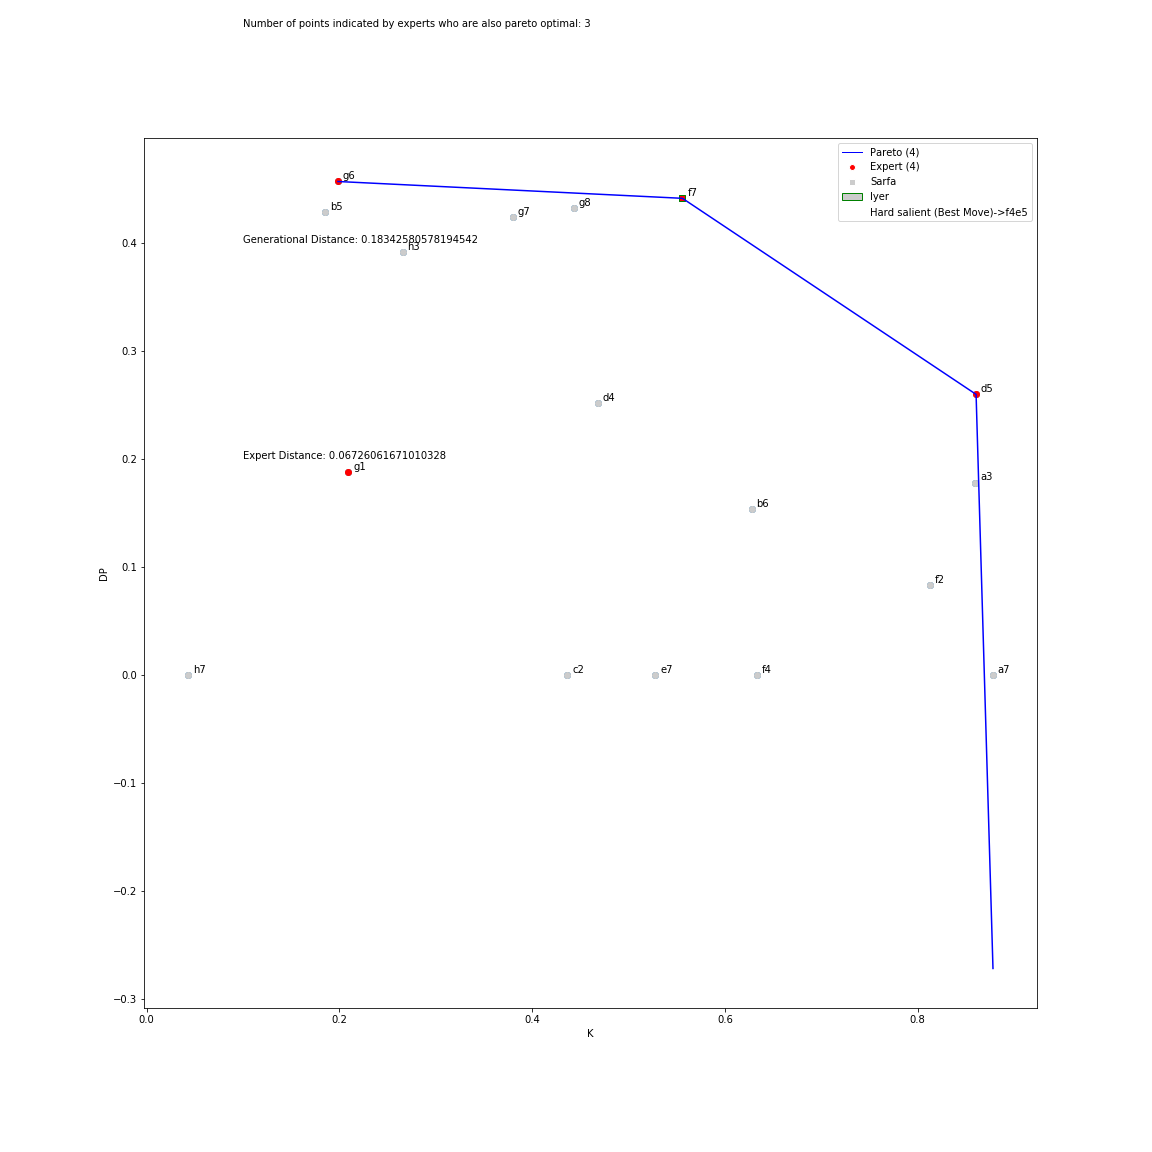 Number of points indicated by experts who are also pareto optimal: 3
Pareto (4)
Expert (4)
Sarfa
Iyer
Hard salient (Best Move)->f4e5
g6
f7
b5
g8
g7
Generational Distance: 0.18342580578194542
h3
d5
d4
Expert Distance: 0.06726061671010328
g1
a3
b6
f2
h7
c2
e7
f4
a7
0.4
0.3
0.2
0.1
0.0
−0.1
−0.2
−0.3
DP
0.0
0.2
0.4
0.6
0.8
K